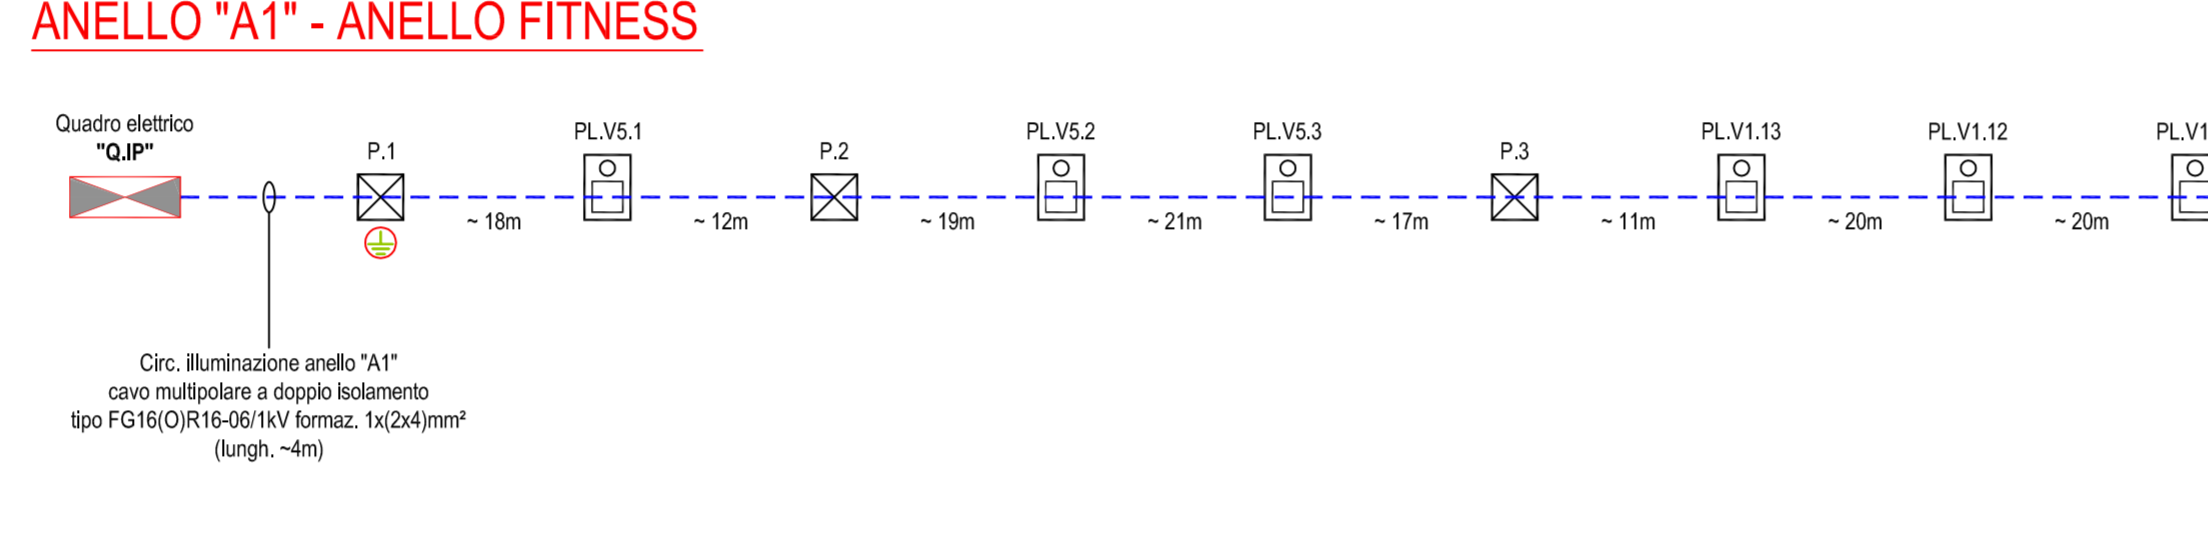 ANELLO "A1" - ANELLO FITNESS
Quadro elettrico
"Q.IP"
P.1
PL.V5.1
P.2
PL.V5.2
PL.V5.3
P.3
PL.V1.13
PL.V1.12
PL.V1
~ 18m
~ 12m
~ 19m
~ 21m
~ 17m
~ 11m
~ 20m
~ 20m
Circ. illuminazione anello "A1"
cavo multipolare a doppio isolamento
tipo FG16(O)R16-06/1kV formaz. 1x(2x4)mm²
(lungh. ~4m)